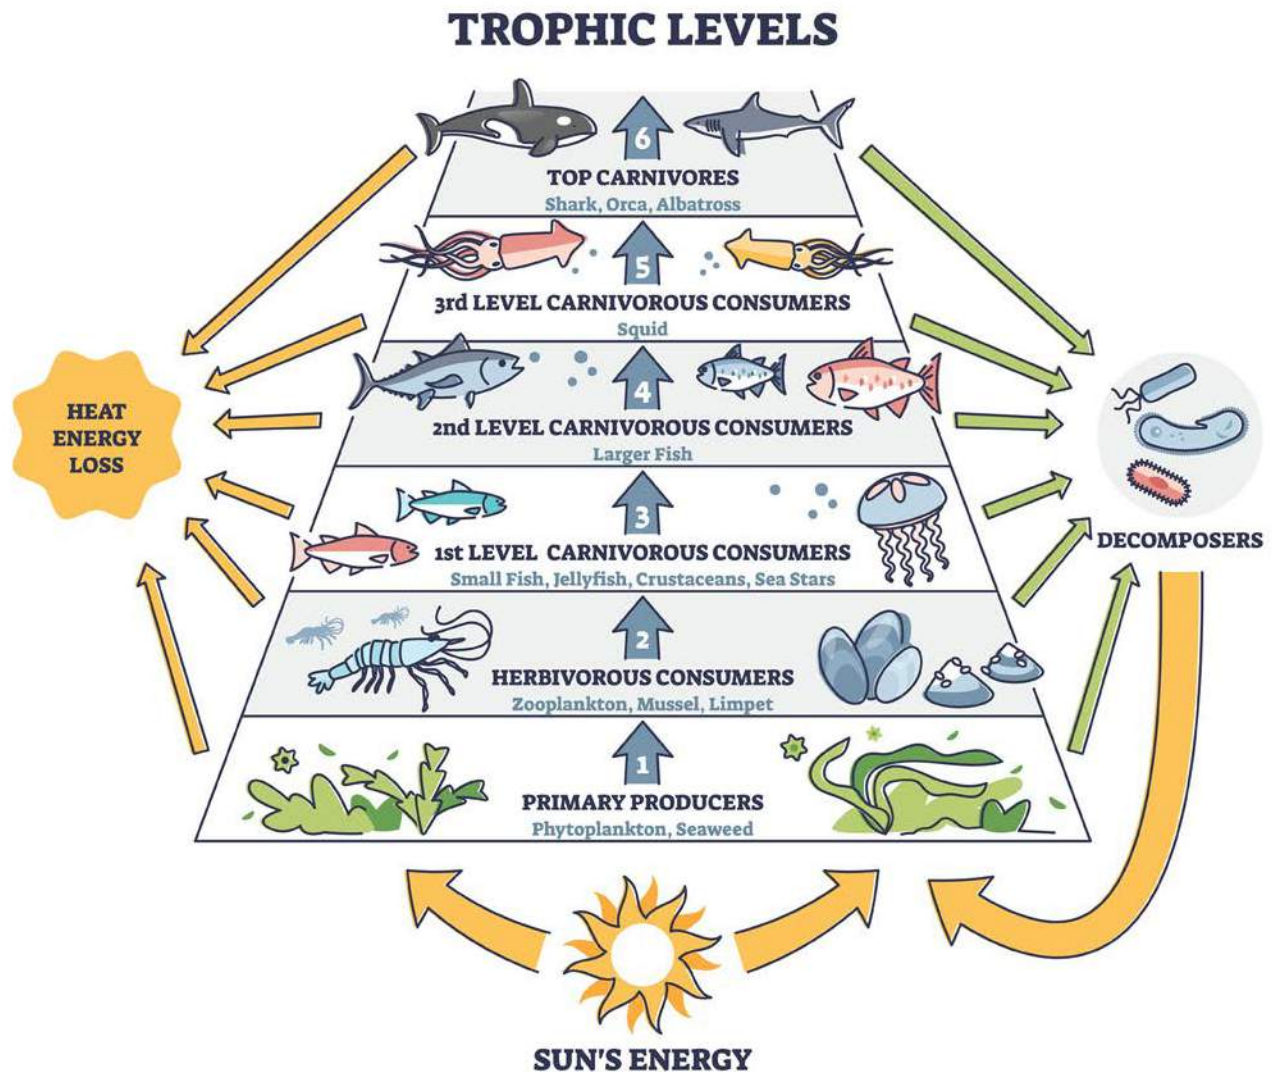 TROPHIC LEVELS
6
TOP CARNIVORES
Shark, Orca, Albatross
5
3rd LEVEL CARNIVOROUS CONSUMERS
Squid
4
2nd LEVEL CARNIVOROUS CONSUMERS
Larger Fish
HEAT
ENERGY
LOSS
3
1st LEVEL CARNIVOROUS CONSUMERS
Small Fish, Jellyfish, Crustaceans, Sea Stars
DECOMPOSERS
2
HERBIVOROUS CONSUMERS
Zooplankton, Mussel, Limpet
1
PRIMARY PRODUCERS
Phytoplankton, Seaweed
SUN'S ENERGY